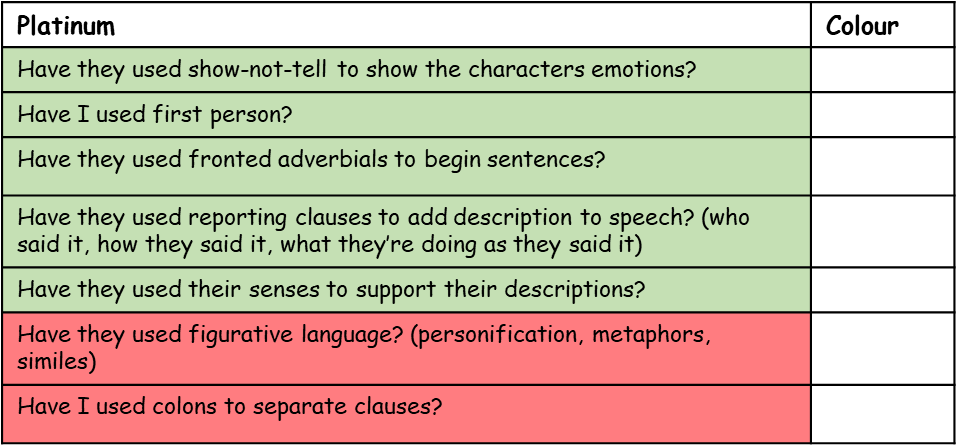 Platinum
Colour
Have they used show-not-tell to show the characters emotions?
Have I used first person?
Have they used fronted adverbials to begin sentences?
Have they used reporting clauses to add description to speech? (who
said it, how they said it, what they're doing as they said it)
Have they used their senses to support their descriptions?
Have they used figurative language? (personification, metaphors,
similes)
Have I used colons to separate clauses?